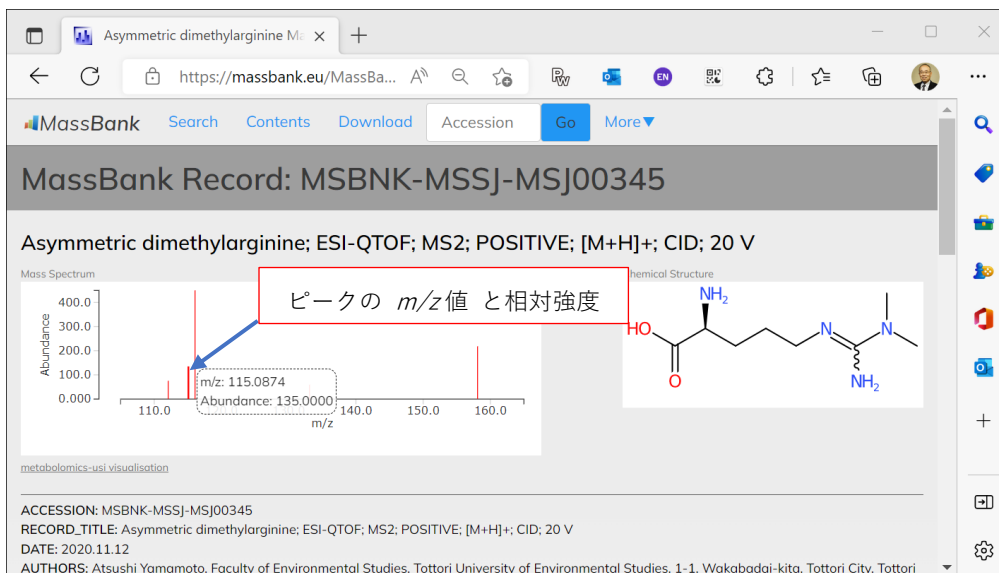 Asymmetric dimethylarginine Ma
https://massbank.eu/MassBa...
EN
MassBank Search Contents Download Accession Go More▼
MassBank Record: MSBNK-MSSJ-MSJ00345
Asymmetric dimethylarginine; ESI-QTOF; MS2; POSITIVE; [M+H]+; CID; 20 V
Mass Spectrum
hemical Structure
ピークの m/z値 と相対強度
400.0
300.0
200.0
100.0
0.000
Abundance
m/z: 115.0874
Abundance: 135.0000
110.0 140.0 150.0 160.0
m/z
NH2
HO
O
N
N
NH2
metabolomics-usi visualisation
ACCESSION: MSBNK-MSSJ-MSJ00345
RECORD_TITLE: Asymmetric dimethylarginine; ESI-QTOF; MS2; POSITIVE; [M+H]+; CID; 20 V
DATE: 2020.11.12
AUTHORS: Atsushi Yamamoto, Faculty of Environmental Studies, Tottori University of Environmental Studies, 1-1, Wakabadai-kita, Tottori City, Tottori